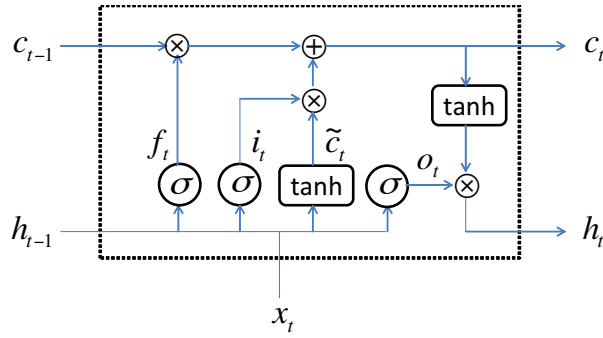 c_{t-1} × + c_t
×
tanh
f_t i_t c̃_t o_t
σ σ tanh σ ×
h_{t-1} h_t
x_t